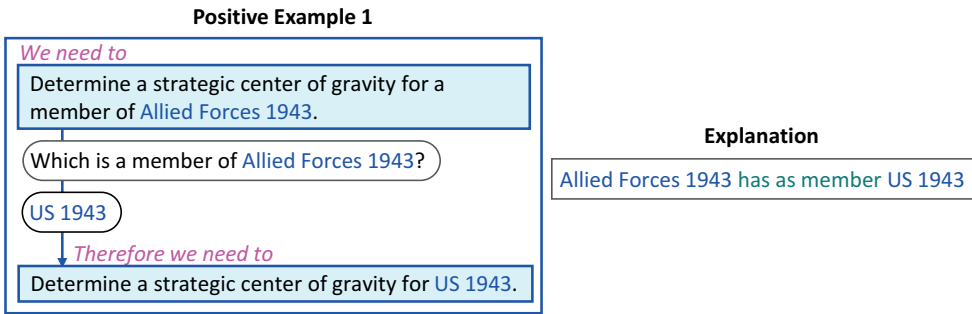 Positive Example 1
We need to
Determine a strategic center of gravity for a
member of Allied Forces 1943.
Which is a member of Allied Forces 1943?
US 1943
Therefore we need to
Determine a strategic center of gravity for US 1943.
Explanation
Allied Forces 1943 has as member US 1943